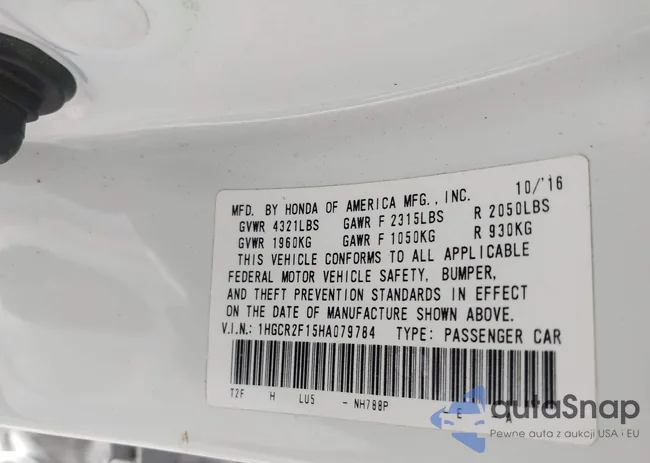 MFD. BY HONDA OF AMERICA MFG., INC. 10/'16
GVWR 4321LBS GAWR F 2315LBS R 2050LBS
GVWR 1960KG GAWR F 1050KG R 930KG
THIS VEHICLE CONFORMS TO ALL APPLICABLE
FEDERAL MOTOR VEHICLE SAFETY, BUMPER,
AND THEFT PREVENTION STANDARDS IN EFFECT
ON THE DATE OF MANUFACTURE SHOWN ABOVE.
V.I.N.: 1HGCR2F15HA079784 TYPE: PASSENGER CAR
T2F H LU5 - NH788P - E - A
autaSnap
Pewne auta z aukcji USA i EU